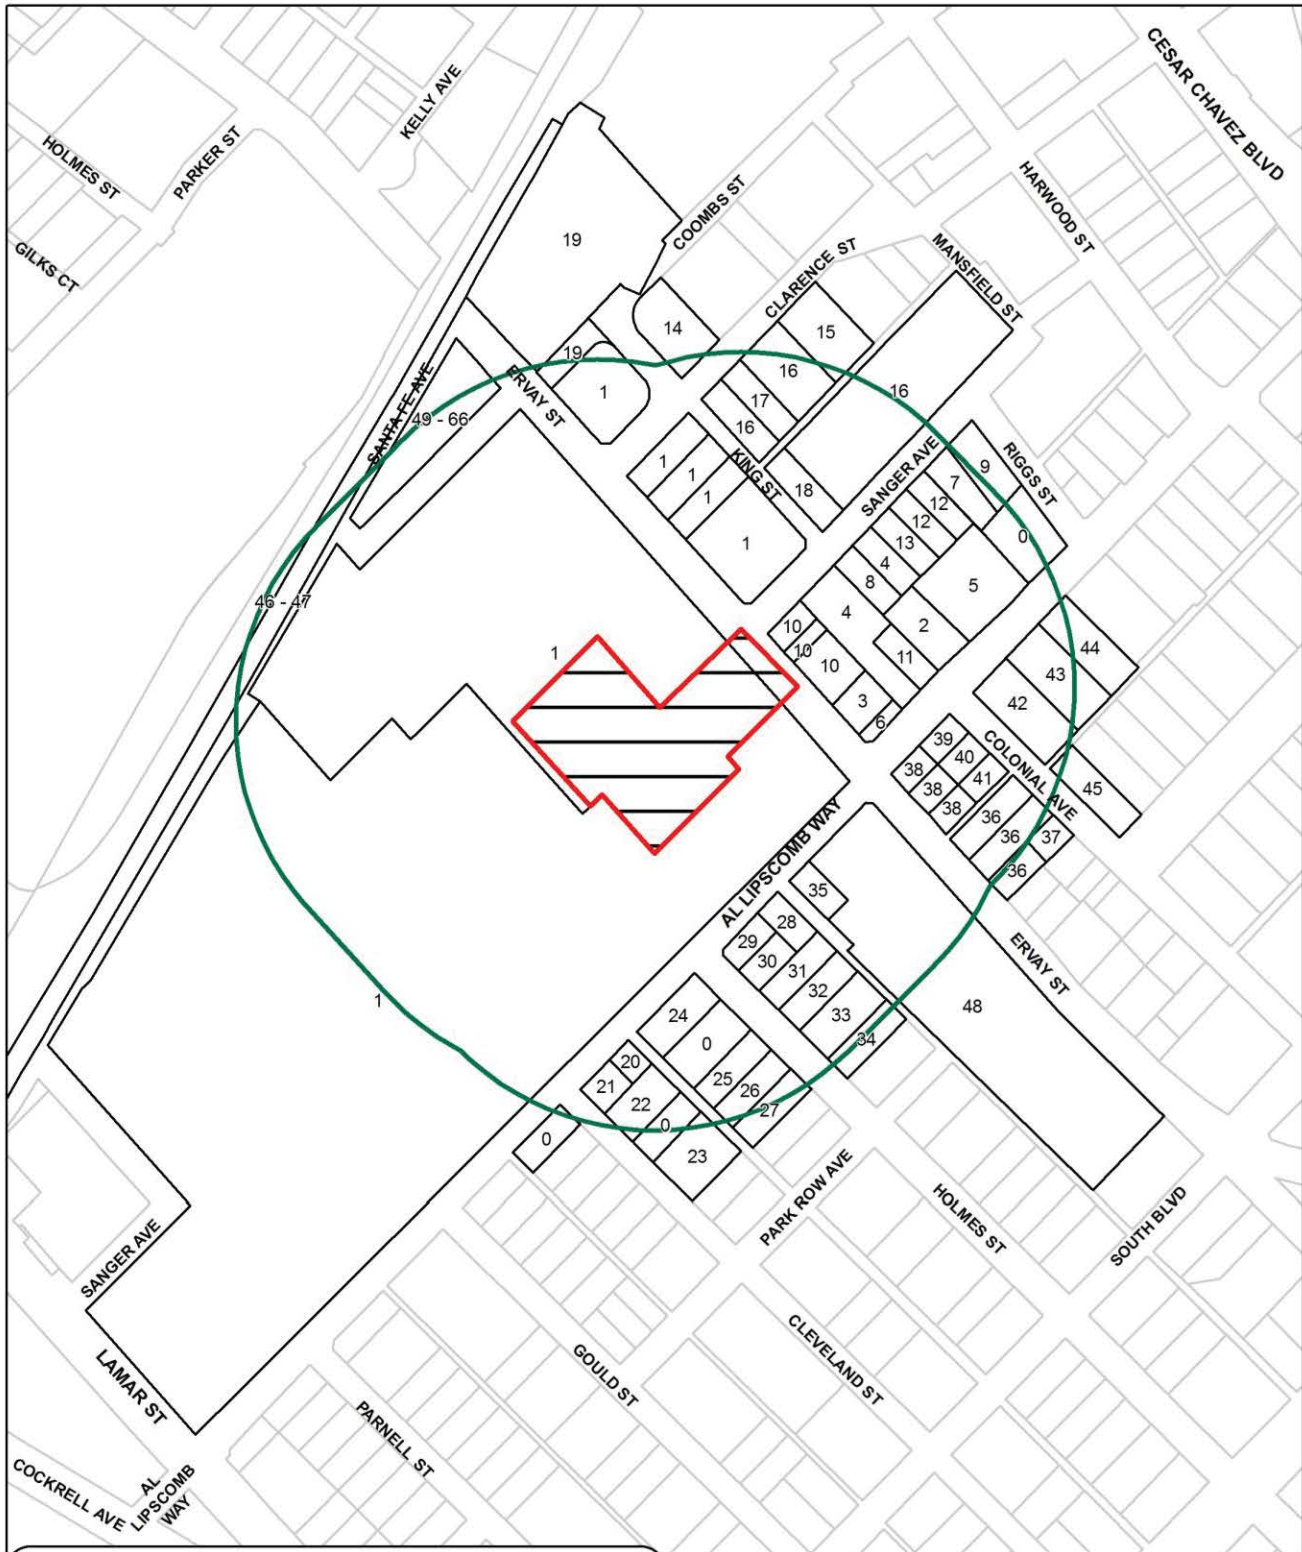 CESAR CHAVEZ BLVD
KELLY AVE
HOLMES ST
PARKER ST
HARWOOD ST
COOMBS ST
GILKS CT
19
CLARENCE ST
MANSFIELD ST
14
15
19
SANTA FE AVE
ERVAY ST
1
16
16
17
16
49 - 66
KING ST
SANGER AVE
RIGGS ST
1
1
1
18
9
7
12
12
13
0
1
4
8
5
46 - 47
4
2
10
10
10
11
1
3
6
44
43
42
39
40
38
41
COLONIAL AVE
45
38
38
36
36
37
36
AL LIPSCOMB WAY
35
28
29
30
31
32
33
34
ERVAY ST
48
1
24
0
20
21
25
26
22
27
0
0
23
PARK ROW AVE
HOLMES ST
SOUTH BLVD
SANGER AVE
CLEVELAND ST
GOULD ST
LAMAR ST
PARNELL ST
COCKRELL AVE
AL
LIPSCOMB
WAY